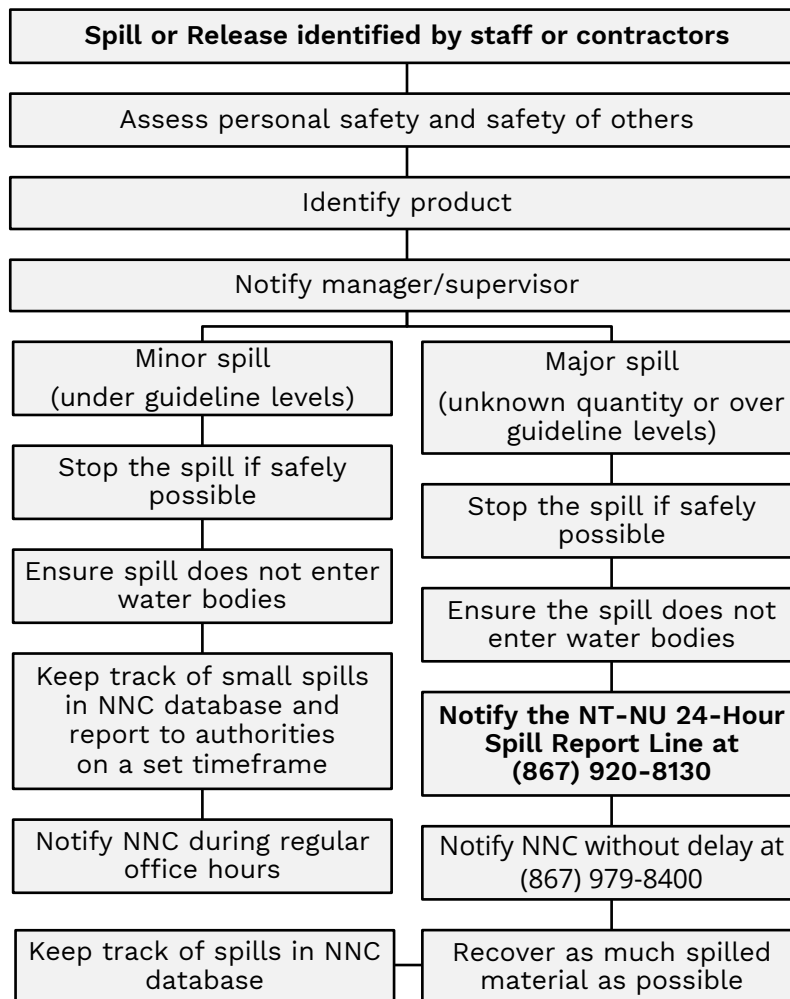 Spill or Release identified by staff or contractors
Assess personal safety and safety of others
Identify product
Notify manager/supervisor
Minor spill
(under guideline levels)
Stop the spill if safely
possible
Ensure spill does not enter
water bodies
Keep track of small spills
in NNC database and
report to authorities
on a set timeframe
Notify NNC during regular
office hours
Major spill
(unknown quantity or over
guideline levels)
Stop the spill if safely
possible
Ensure the spill does not
enter water bodies
Notify the NT-NU 24-Hour
Spill Report Line at
(867) 920-8130
Notify NNC without delay at
(867) 979-8400
Recover as much spilled
material as possible
Keep track of spills in NNC
database